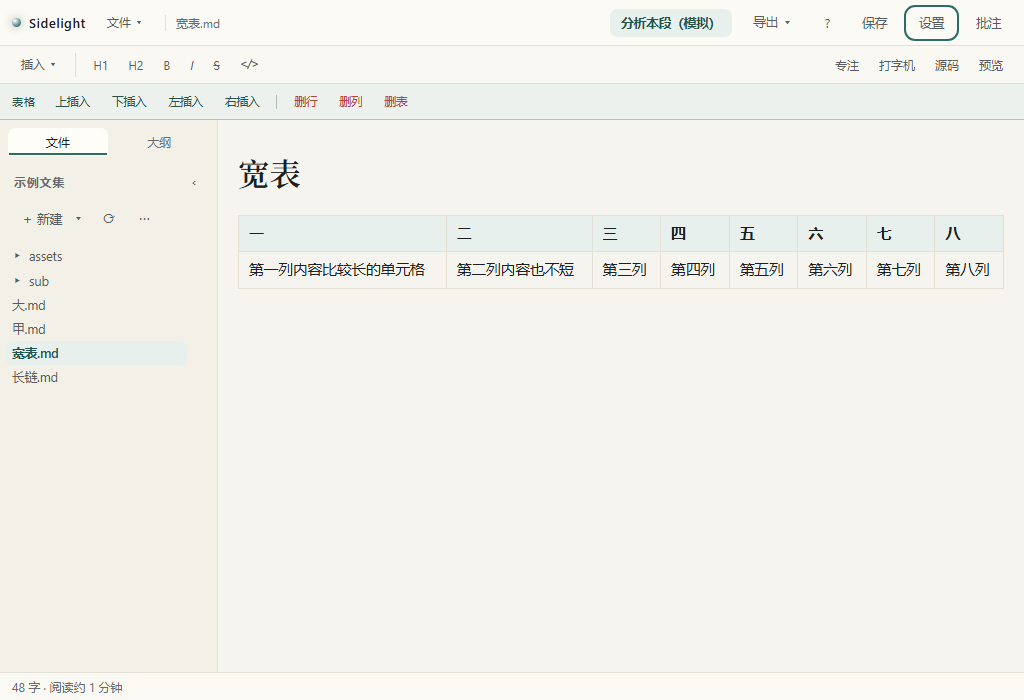 Sidelight 文件 宽表.md 分析本段（模拟） 导出 ? 保存 设置 批注
插入 H1 H2 B I S </> 专注 打字机 源码 预览
表格 上插入 下插入 左插入 右插入 删行 删列 删表
文件 大纲
示例文集
+ 新建 ...
assets
sub
大.md
甲.md
宽表.md
长链.md
宽表
一 二 三 四 五 六 七 八
第一列内容比较长的单元格 第二列内容也不短 第三列 第四列 第五列 第六列 第七列 第八列
48 字 · 阅读约 1 分钟